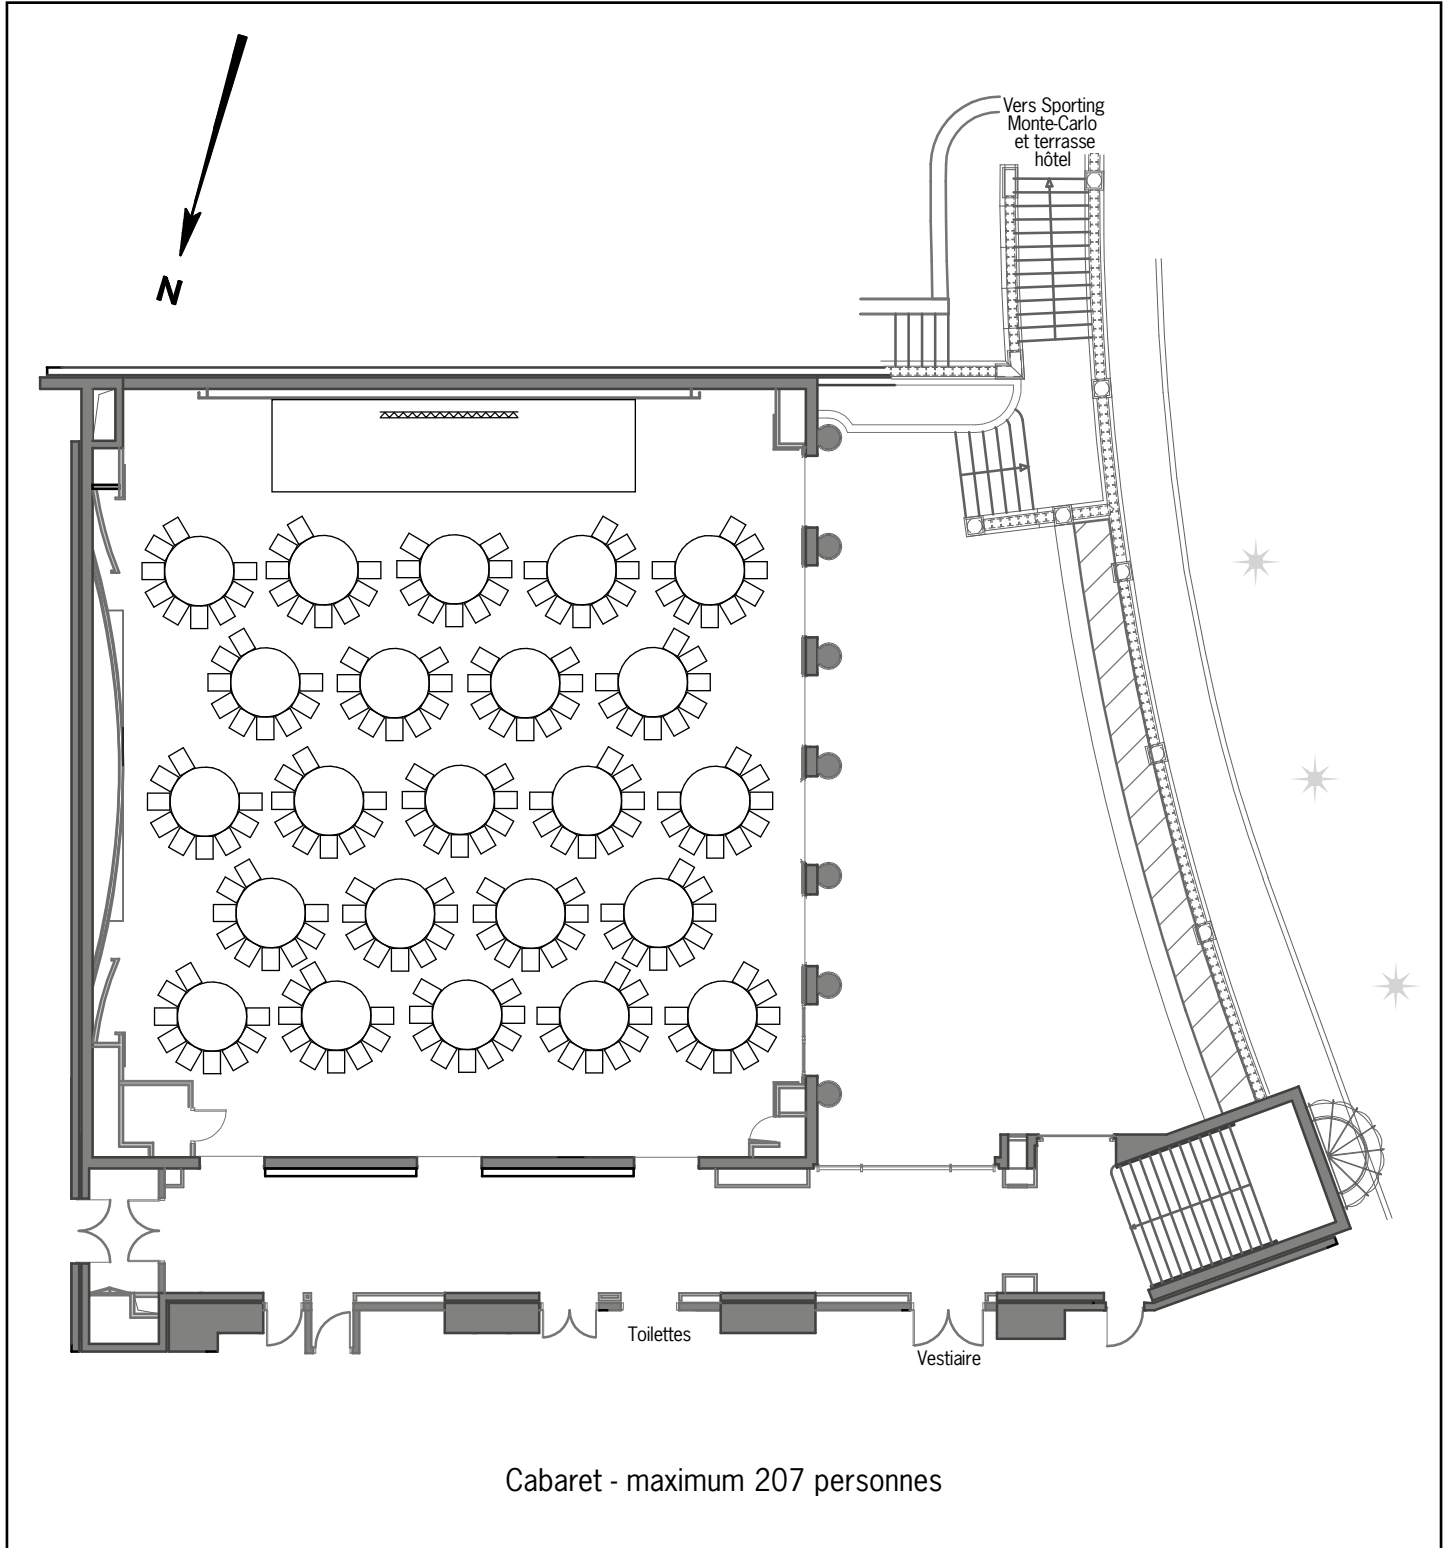 N
Vers Sporting
Monte-Carlo
et terrasse
hôtel
Toilettes
Vestiaire
Cabaret - maximum 207 personnes